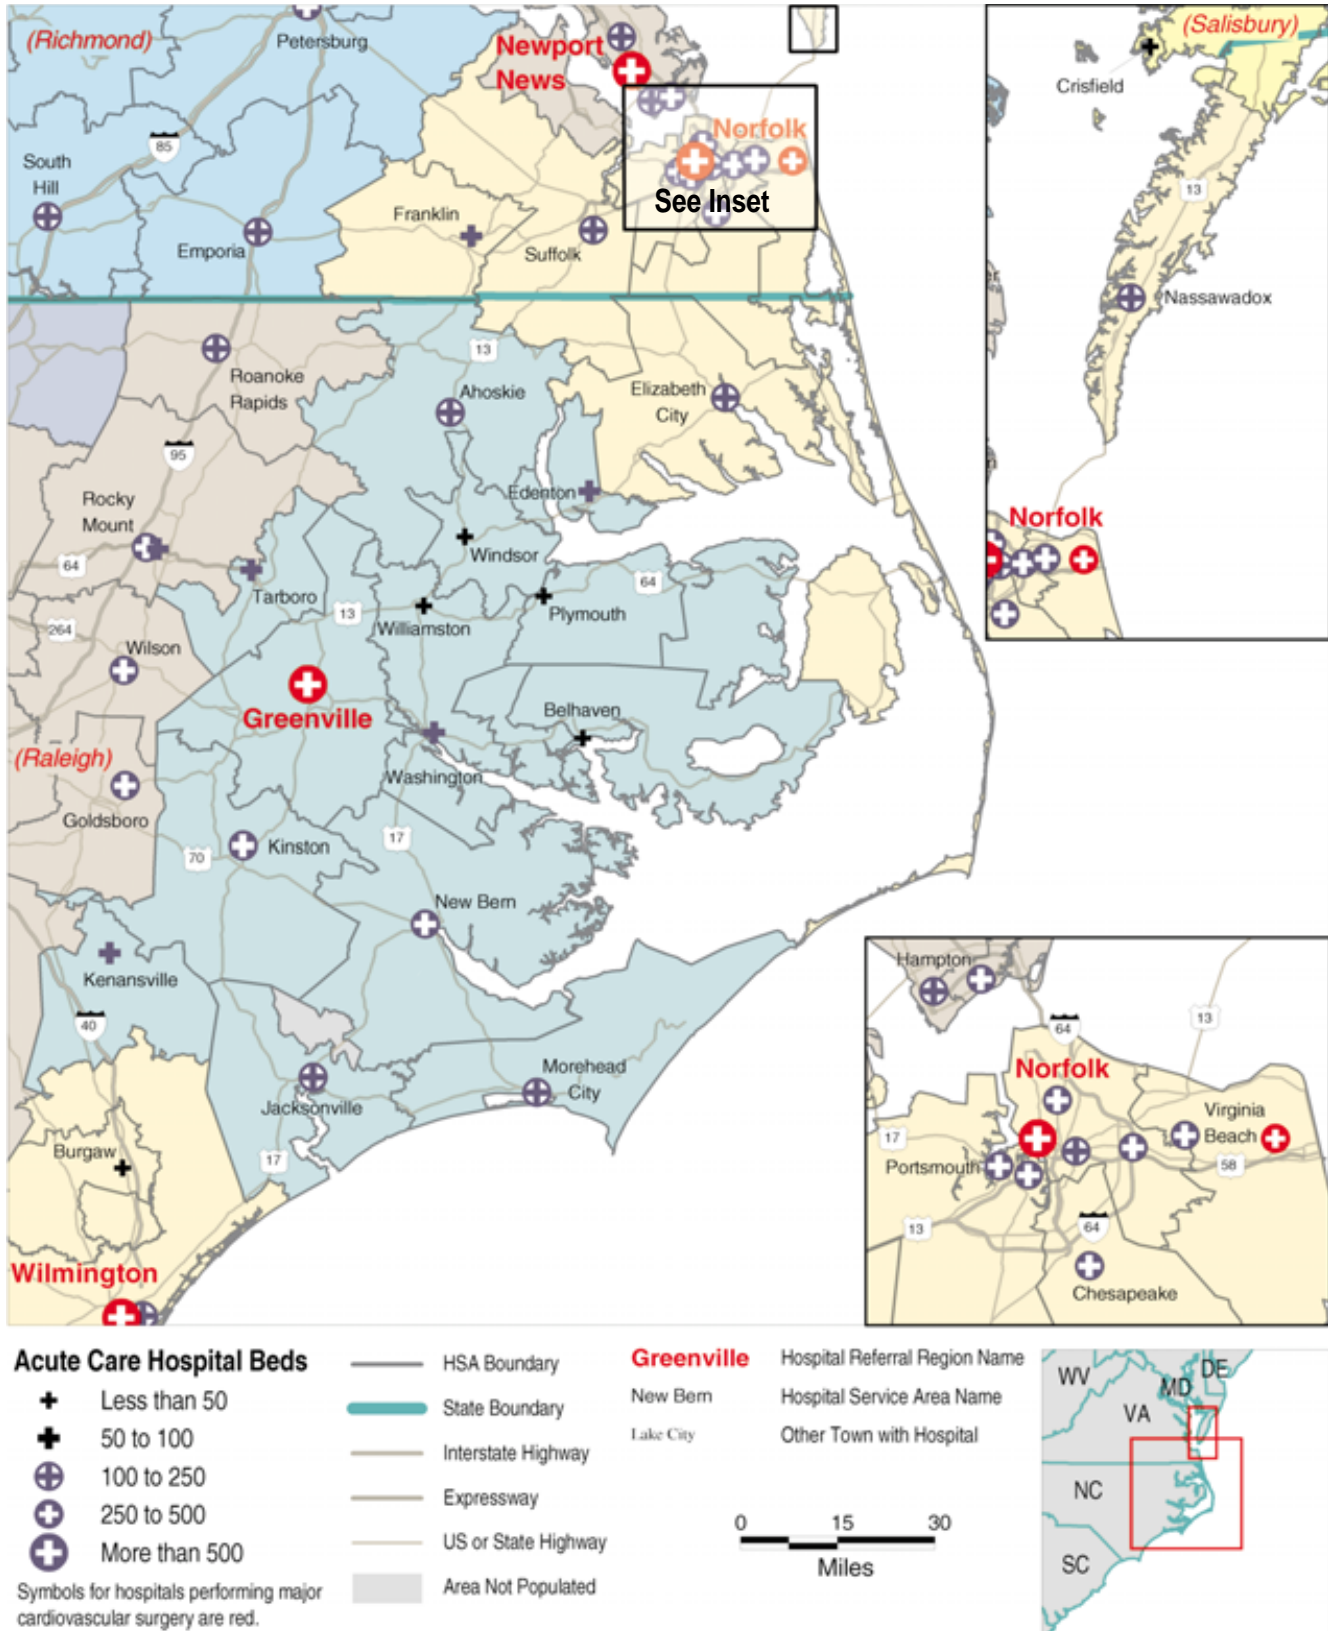 (Richmond)
Petersburg
Newport
News
85
South
Hill
Norfolk
Franklin
See Inset
Emporia
Suffolk
13
Roanoke
Rapids
Ahoskie
Elizabeth
City
95
Rocky
Mount
Edenton
Windsor
64
Tarboro
64
13
Plymouth
Williamston
264
Wilson
Greenville
Belhaven
(Raleigh)
Washington
Goldsboro
17
Kinston
70
New Bern
Kenansville
40
Morehead
City
Jacksonville
Burgaw
17
Wilmington
(Salisbury)
Crisfield
13
Nassawadox
Norfolk
Hampton
13
64
Norfolk
Virginia
Beach
17
Portsmouth
58
13
64
Chesapeake
Acute Care Hospital Beds
Less than 50
50 to 100
100 to 250
250 to 500
More than 500
Symbols for hospitals performing major
cardiovascular surgery are red.
HSA Boundary
State Boundary
Interstate Highway
Expressway
US or State Highway
Area Not Populated
Greenville Hospital Referral Region Name
New Bern Hospital Service Area Name
Lake City Other Town with Hospital
0 15 30
Miles
WV
MD
DE
VA
NC
SC